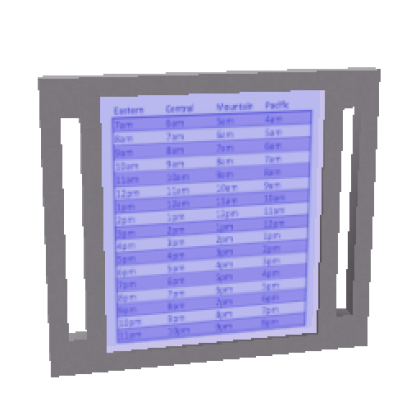 Eastern Central Mountain Pacific
7am 6am 5am 4am
8am 7am 6am 5am
9am 8am 7am 6am
10am 9am 8am 7am
11am 10am 9am 8am
12pm 11am 10am 9am
1pm 12pm 11am 10am
2pm 1pm 12pm 11am
3pm 2pm 1pm 12pm
4pm 3pm 2pm 1pm
5pm 4pm 3pm 2pm
6pm 5pm 4pm 3pm
7pm 6pm 5pm 4pm
8pm 7pm 6pm 5pm
9pm 8pm 7pm 6pm
10pm 9pm 8pm 7pm
11pm 10pm 9pm 8pm